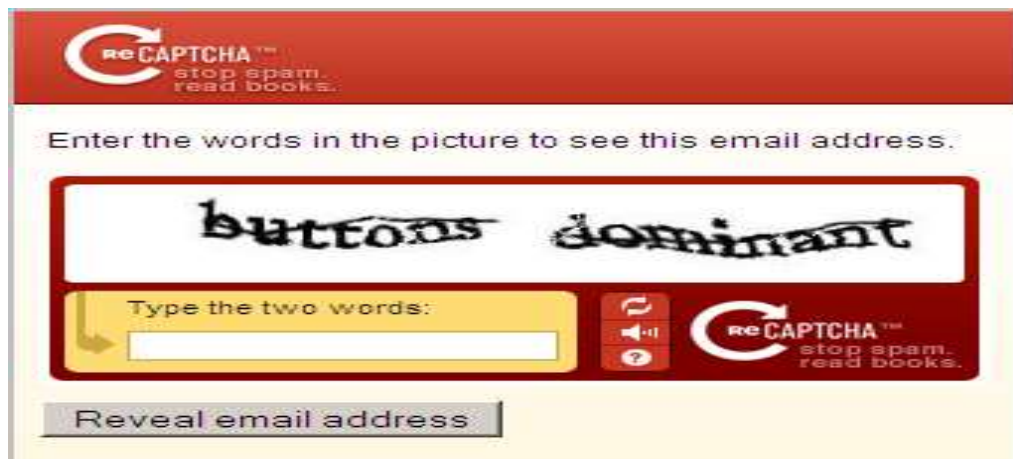 ReCAPTCHA™
stop spam.
read books.
Enter the words in the picture to see this email address.
buttons dominant
Type the two words:
?
ReCAPTCHA™
stop spam.
read books.
Reveal email address